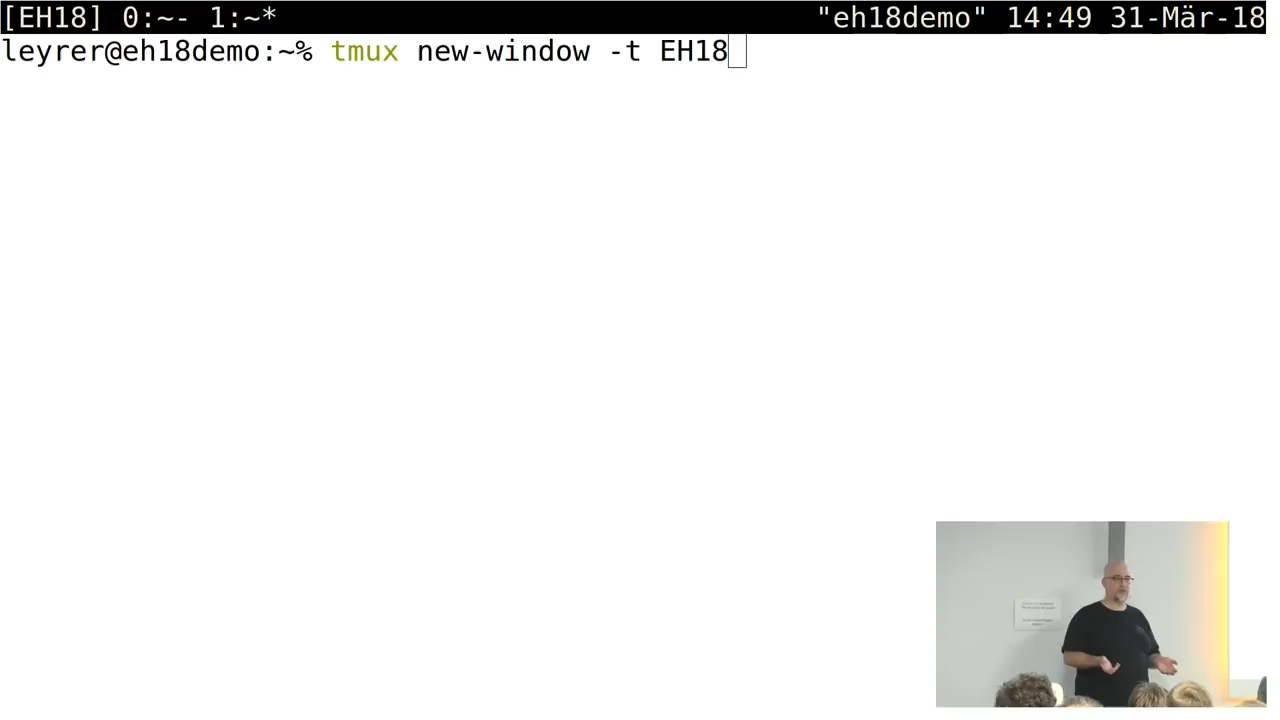 [EH18] 0:~- 1:~* "eh18demo" 14:49 31-Mär-18
leyrer@eh18demo:~% tmux new-window -t EH18